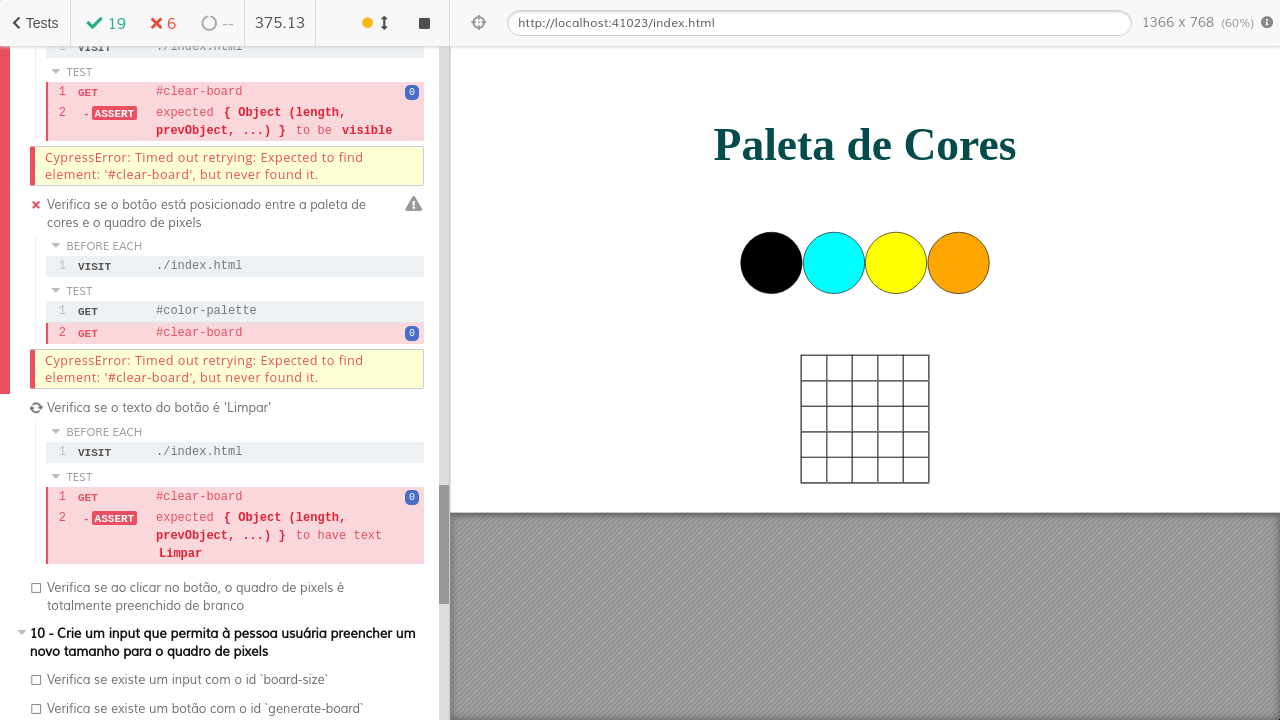 Tests
19
6
--
375.13
http://localhost:41023/index.html
1366 x 768 (60%)
1 VISIT ./index.html
TEST
1 GET #clear-board 0
2 - ASSERT expected { Object (length,
prevObject, ...) } to be visible
CypressError: Timed out retrying: Expected to find
element: '#clear-board', but never found it.
Verifica se o botão está posicionado entre a paleta de
cores e o quadro de pixels
BEFORE EACH
1 VISIT ./index.html
TEST
1 GET #color-palette
2 GET #clear-board 0
CypressError: Timed out retrying: Expected to find
element: '#clear-board', but never found it.
Verifica se o texto do botão é 'Limpar'
BEFORE EACH
1 VISIT ./index.html
TEST
1 GET #clear-board 0
2 - ASSERT expected { Object (length,
prevObject, ...) } to have text
Limpar
Verifica se ao clicar no botão, o quadro de pixels é
totalmente preenchido de branco
10 - Crie um input que permita à pessoa usuária preencher um
novo tamanho para o quadro de pixels
Verifica se existe um input com o id `board-size`
Verifica se existe um botão com o id `generate-board`
Paleta de Cores